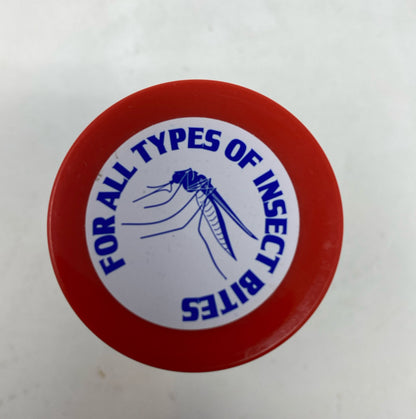 FOR ALL TYPES OF INSECT BITES